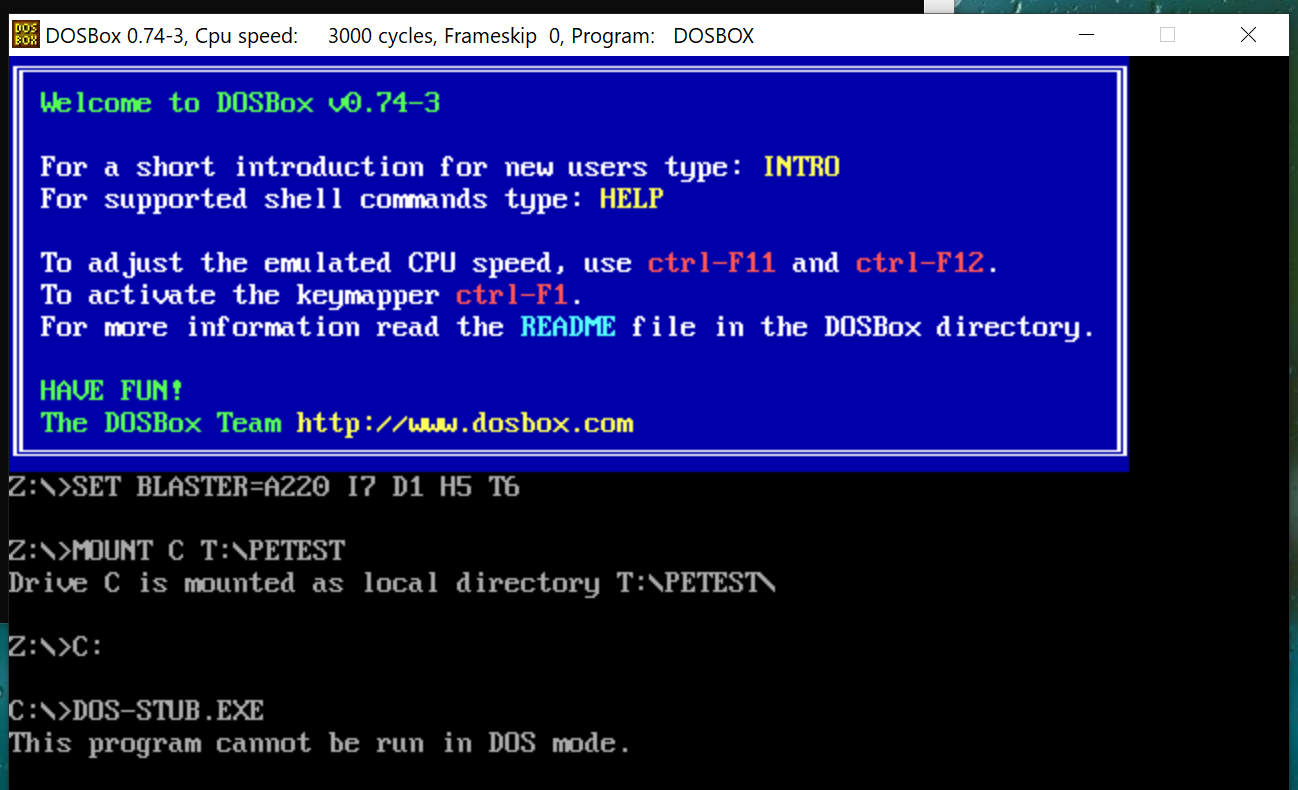 DOS BOX
DOSBox 0.74-3, Cpu speed: 3000 cycles, Frameskip 0, Program: DOSBOX
Welcome to DOSBox v0.74-3
For a short introduction for new users type: INTRO
For supported shell commands type: HELP
To adjust the emulated CPU speed, use ctrl-F11 and ctrl-F12.
To activate the keymapper ctrl-F1.
For more information read the README file in the DOSBox directory.
HAVE FUN!
The DOSBox Team http://www.dosbox.com
Z:\>SET BLASTER=A220 I7 D1 H5 T6
Z:\>MOUNT C T:\PETEST
Drive C is mounted as local directory T:\PETEST\
Z:\>C:
C:\>DOS-STUB.EXE
This program cannot be run in DOS mode.